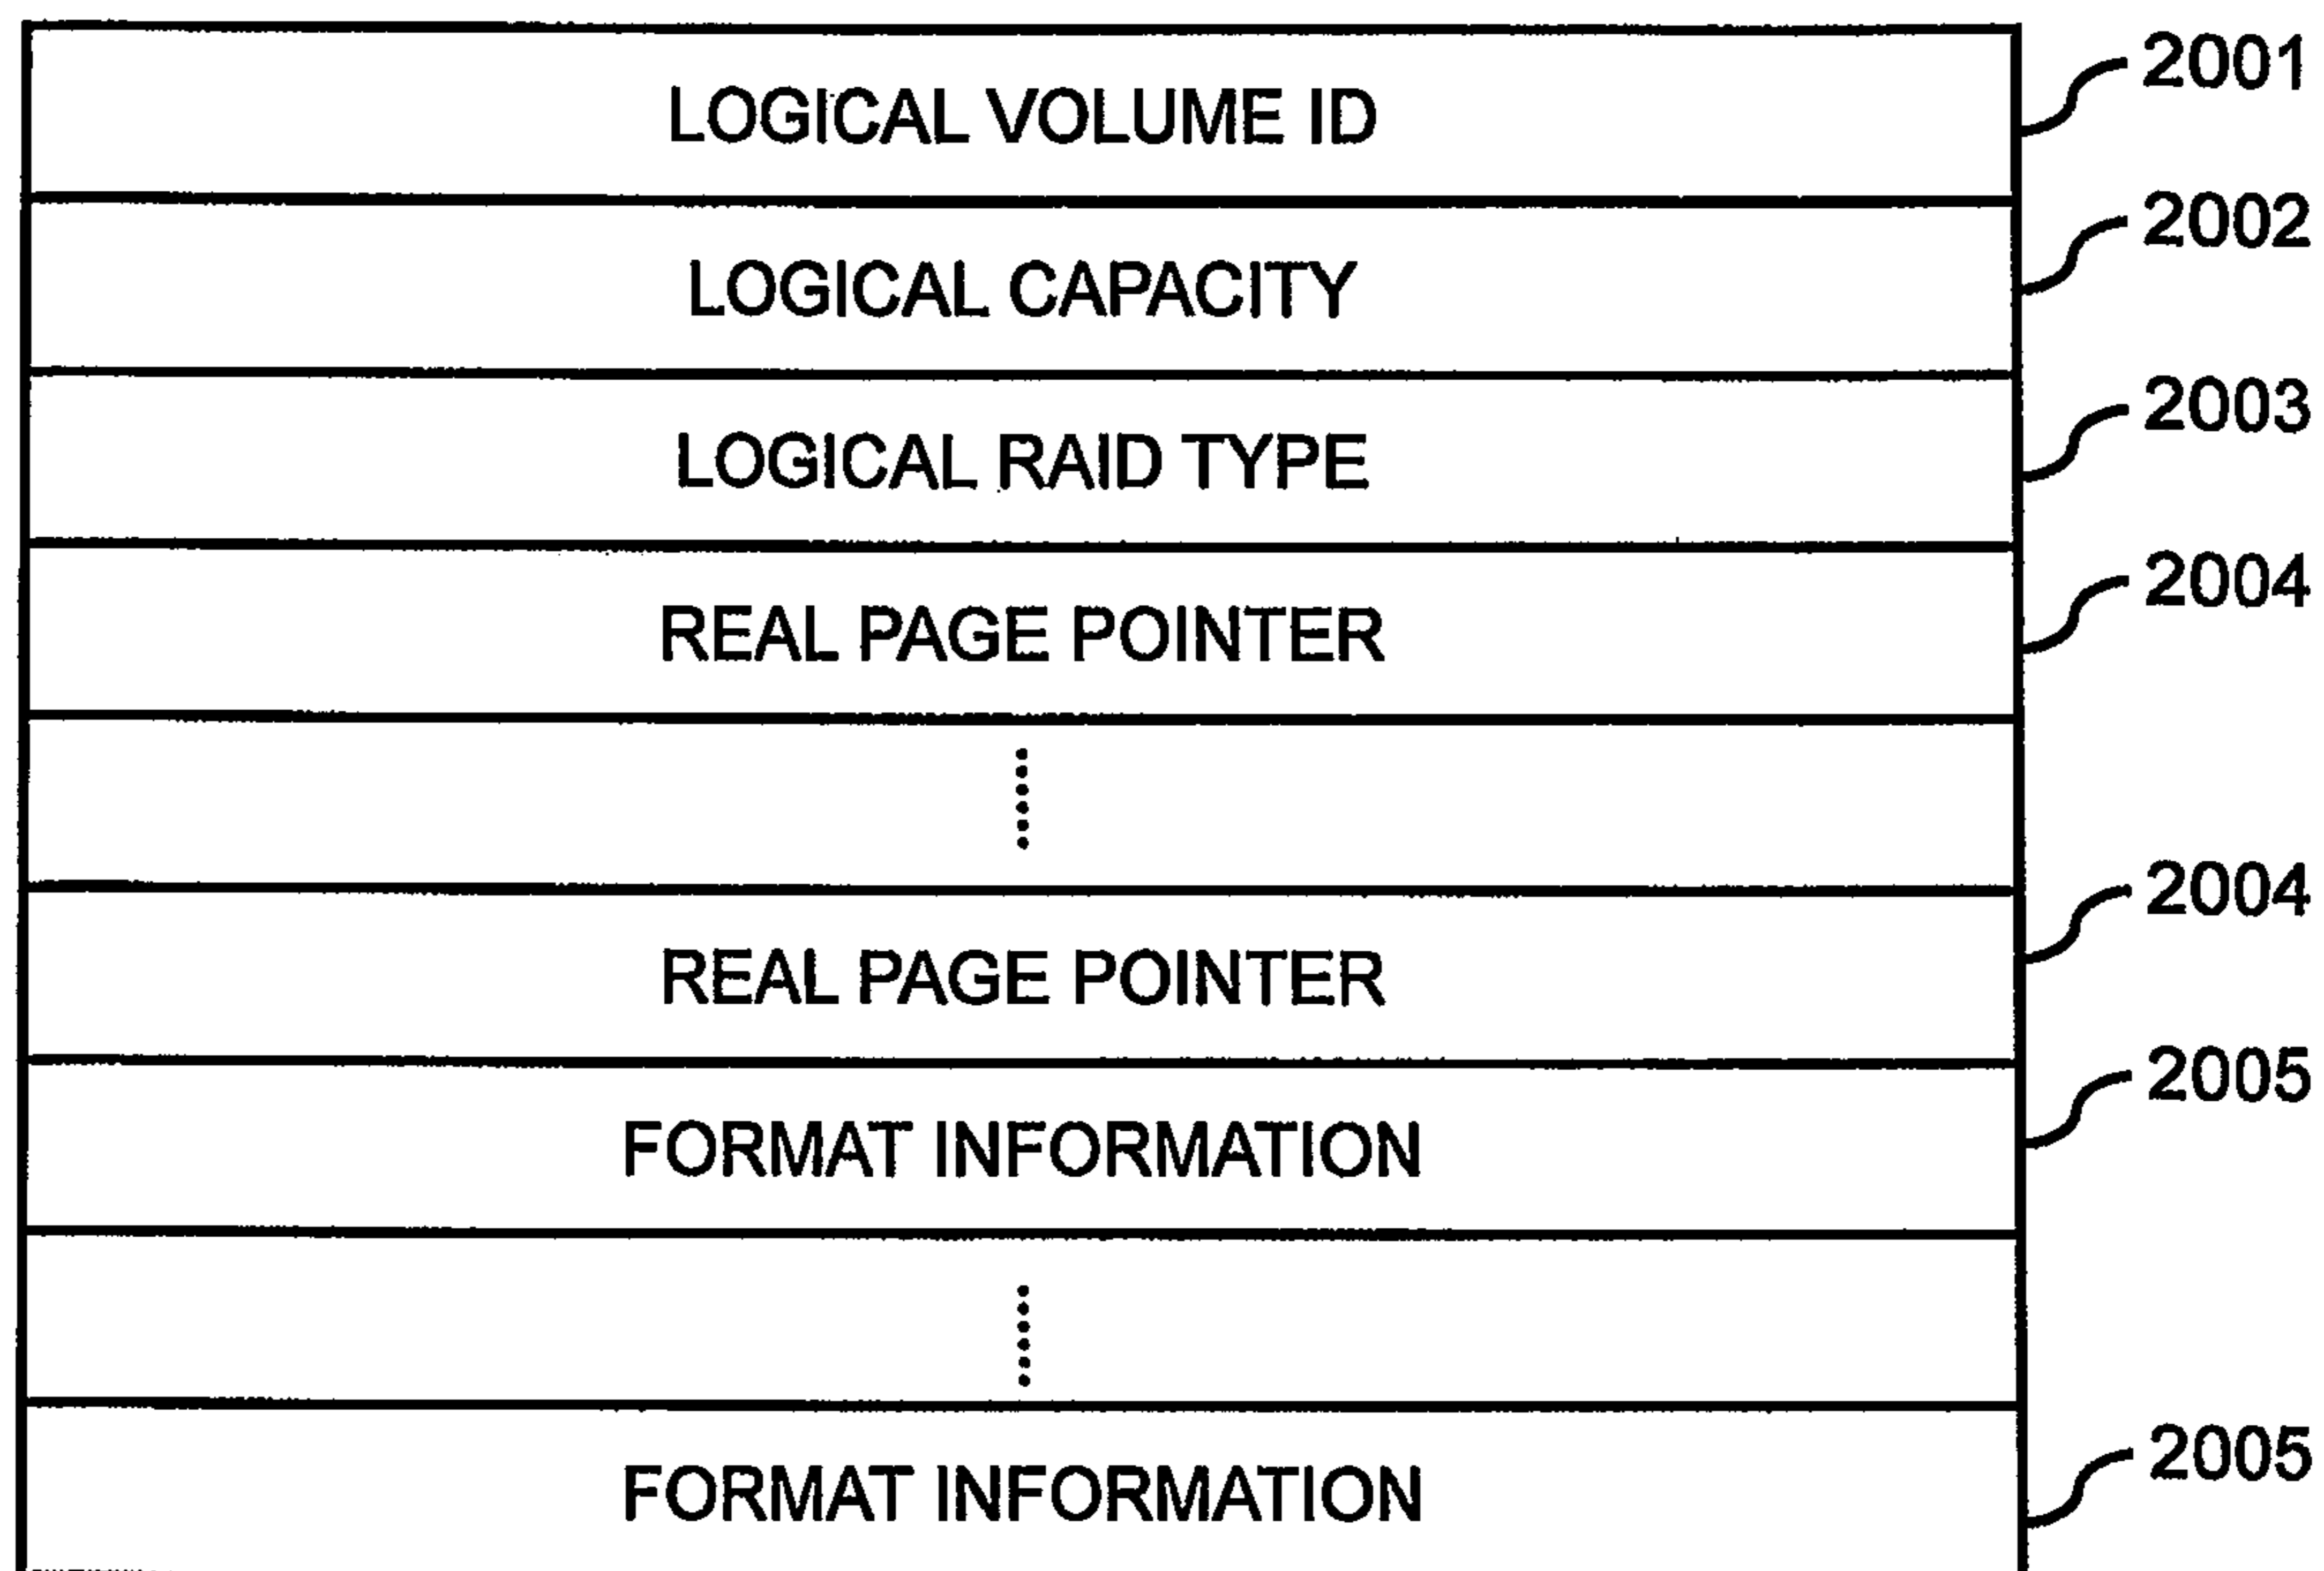 LOGICAL VOLUME ID 2001
LOGICAL CAPACITY 2002
LOGICAL RAID TYPE 2003
REAL PAGE POINTER 2004
REAL PAGE POINTER 2004
FORMAT INFORMATION 2005
FORMAT INFORMATION 2005